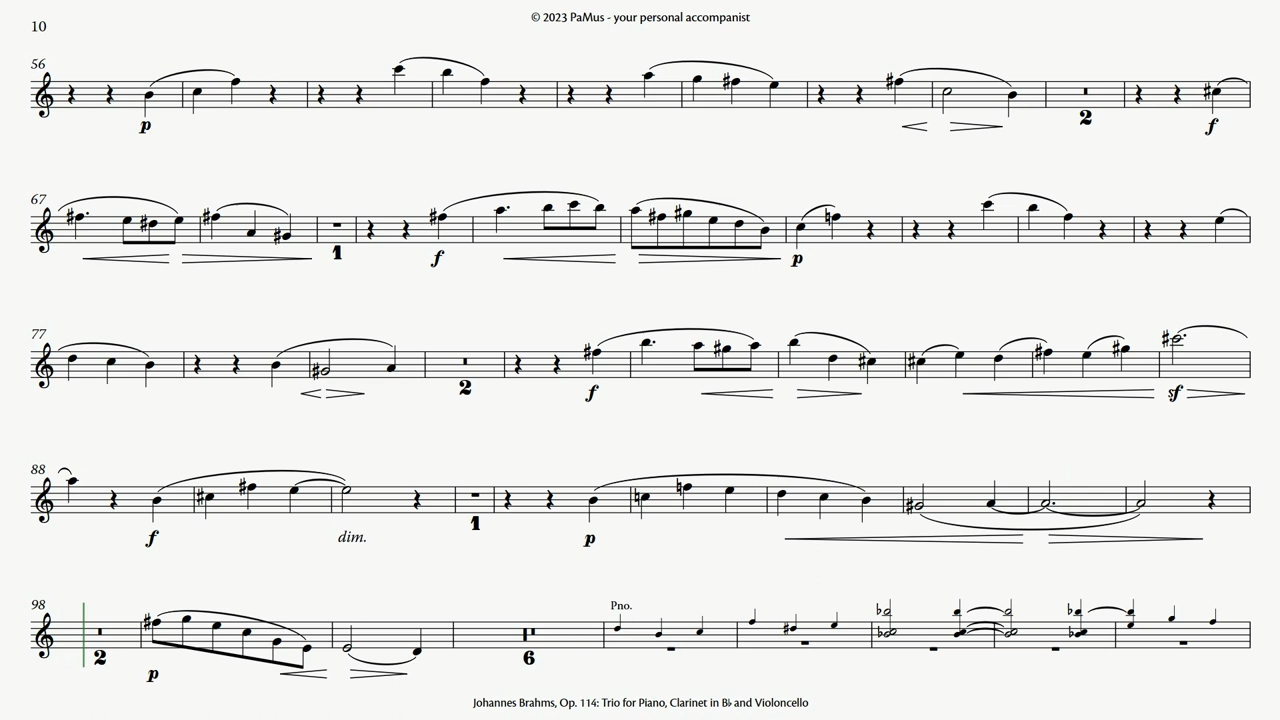 © 2023 PaMus - your personal accompanist
10
56
p
2
f
67
1
f
p
77
2
f
sf
88
f
dim.
1
p
98
2
p
6
Pno.
Johannes Brahms, Op. 114: Trio for Piano, Clarinet in B♭ and Violoncello